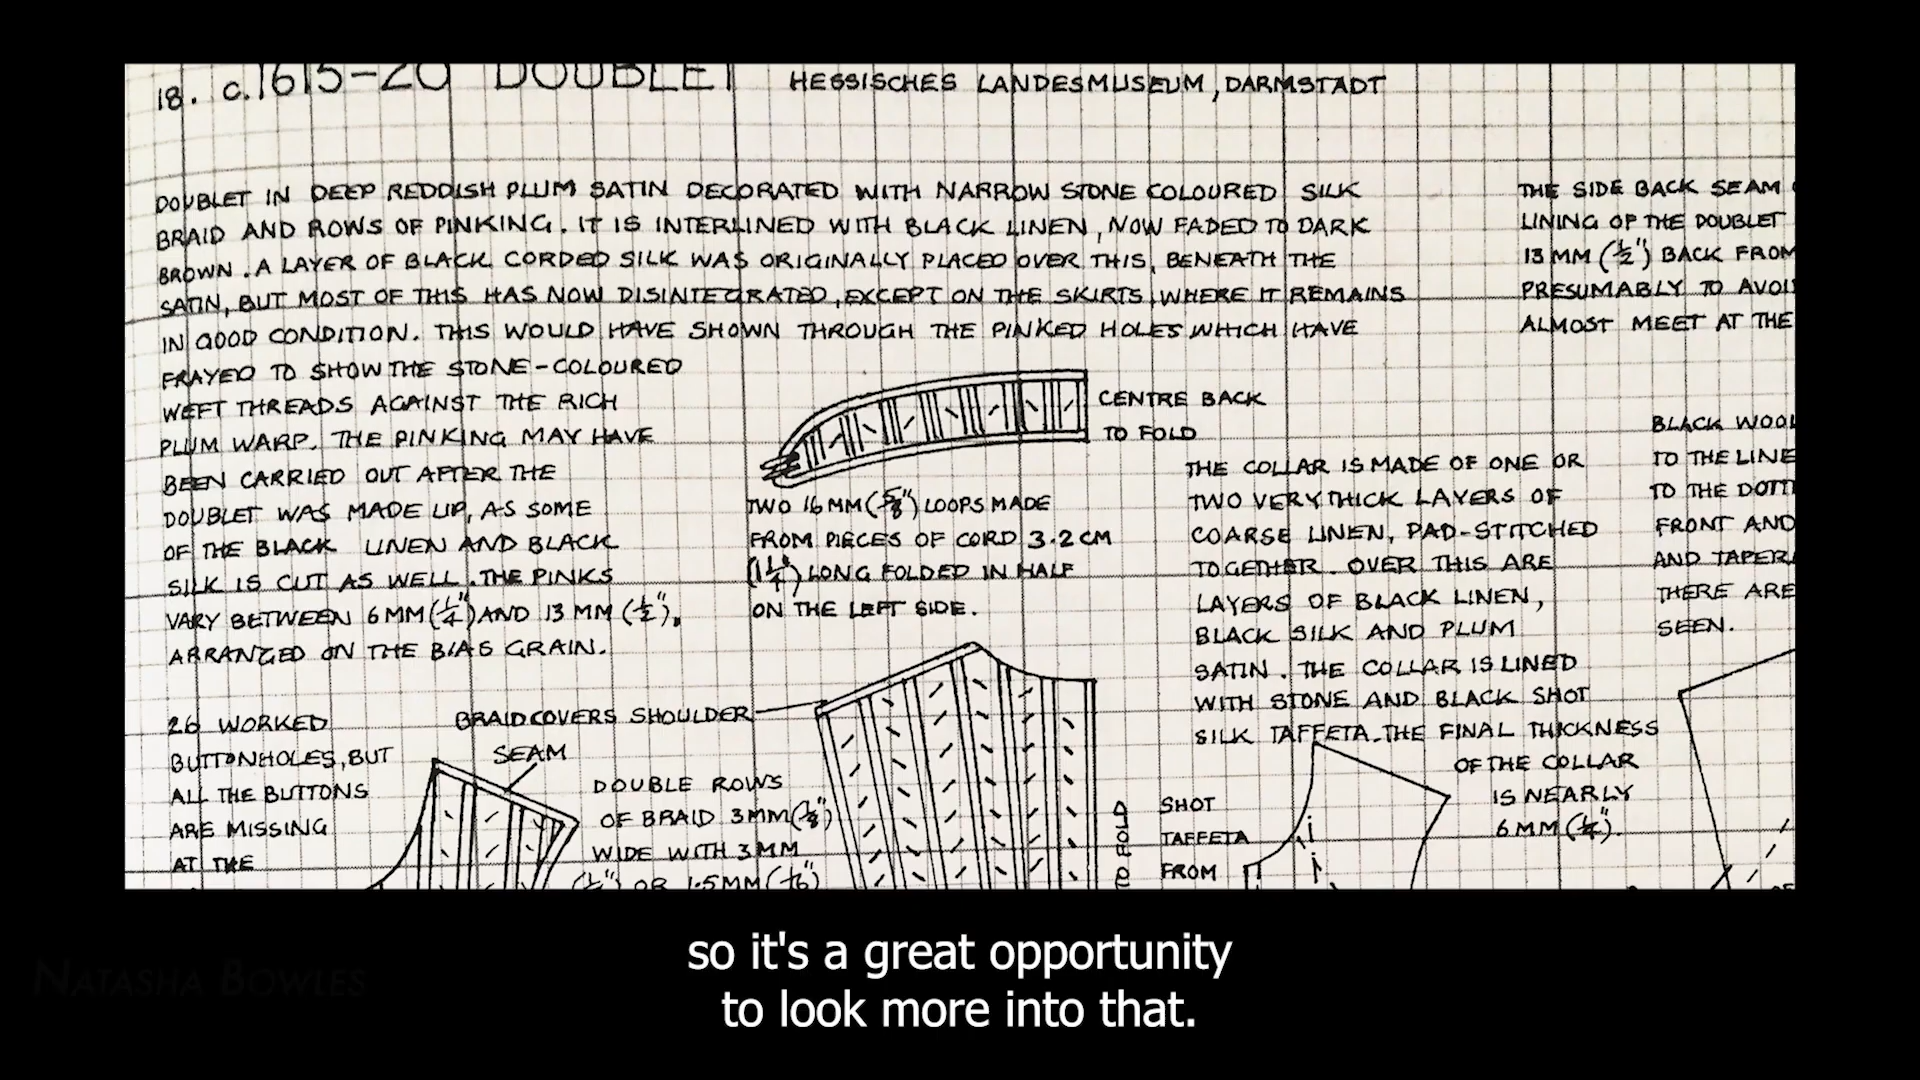 18. c.1615-20 DOUBLET HESSISCHES LANDESMUSEUM, DARMSTADT
DOUBLET IN DEEP REDDISH PLUM SATIN DECORATED WITH NARROW STONE COLOURED SILK
BRAID AND ROWS OF PINKING. IT IS INTERLINED WITH BLACK LINEN, NOW FADED TO DARK
BROWN. A LAYER OF BLACK CORDED SILK WAS ORIGINALLY PLACED OVER THIS, BENEATH THE
SATIN, BUT MOST OF THIS HAS NOW DISINTEGRATED, EXCEPT ON THE SKIRTS, WHERE IT REMAINS
IN GOOD CONDITION. THIS WOULD HAVE SHOWN THROUGH THE PINKED HOLES WHICH HAVE
FRAYED TO SHOW THE STONE-COLOURED
WEFT THREADS AGAINST THE RICH
PLUM WARP. THE PINKING MAY HAVE
BEEN CARRIED OUT AFTER THE
DOUBLET WAS MADE UP, AS SOME
OF THE BLACK LINEN AND BLACK
SILK IS CUT AS WELL. THE PINKS
VARY BETWEEN 6 MM (1/4") AND 13 MM (1/2"),
ARRANGED ON THE BIAS GRAIN.
THE SIDE BACK SEAM
LINING OF THE DOUBLET
13 MM (1/2") BACK FROM
PRESUMABLY TO AVOI
ALMOST MEET AT THE
CENTRE BACK
TO FOLD
TWO 16 MM (5/8") LOOPS MADE
FROM PIECES OF CORD 3.2 CM
(1 1/4") LONG FOLDED IN HALF
ON THE LEFT SIDE.
THE COLLAR IS MADE OF ONE OR
TWO VERY THICK LAYERS OF
COARSE LINEN, PAD-STITCHED
TOGETHER. OVER THIS ARE
LAYERS OF BLACK LINEN,
BLACK SILK AND PLUM
SATIN. THE COLLAR IS LINED
WITH STONE AND BLACK SHOT
SILK TAFFETA. THE FINAL THICKNESS
OF THE COLLAR
IS NEARLY
6 MM (1/4").
BLACK WOOL
TO THE LINE
TO THE DOTT
FRONT AND
AND TAPER
THERE ARE
SEEN.
26 WORKED
BUTTONHOLES, BUT
ALL THE BUTTONS
ARE MISSING
AT THE
BRAID COVERS SHOULDER
SEAM
DOUBLE ROWS
OF BRAID 3MM (1/8")
WIDE WITH 3 MM
(1/8") OR 1.5 MM (1/16")
TO FOLD
SHOT
TAFFETA
FROM
so it's a great opportunity
to look more into that.
NATASHA BOWLES